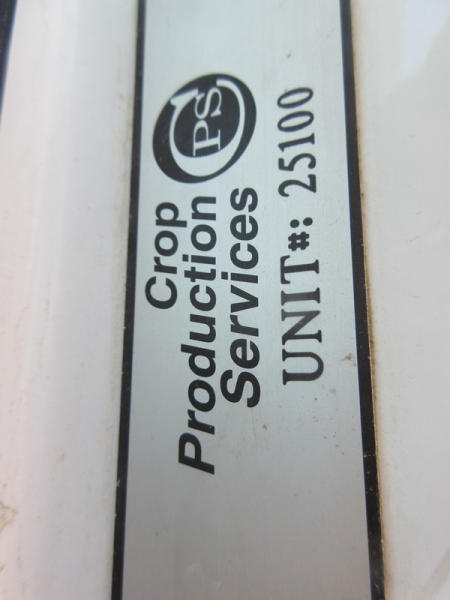 CPS
Crop
Production
Services
UNIT#: 25100